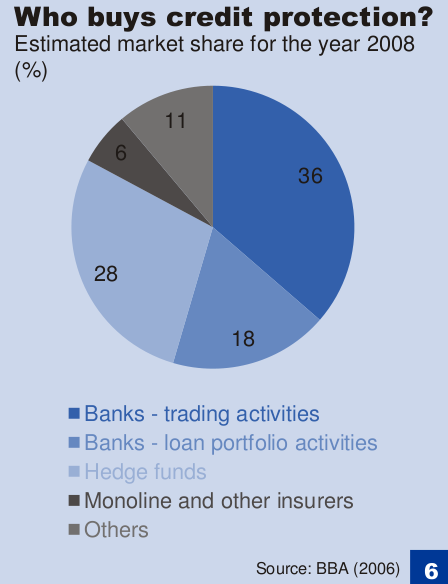 Who buys credit protection?
Estimated market share for the year 2008
(%)
11
6
36
28
18
Banks - trading activities
Banks - loan portfolio activities
Hedge funds
Monoline and other insurers
Others
Source: BBA (2006)
6